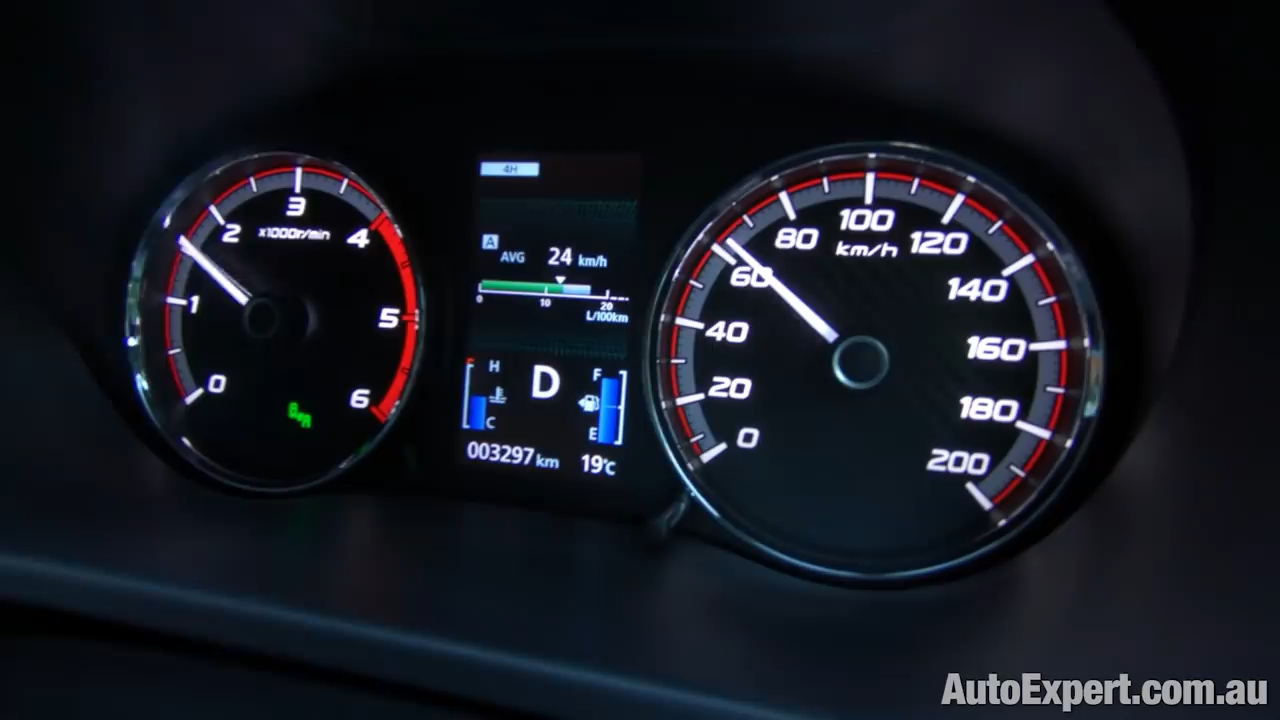 0
1
2
3
4
5
6
x1000r/min
4H
A AVG 24 km/h
0 10 20
L/100km
H
C
D
F
E
003297 km 19°C
0
20
40
60
80
100
120
140
160
180
200
km/h
AutoExpert.com.au